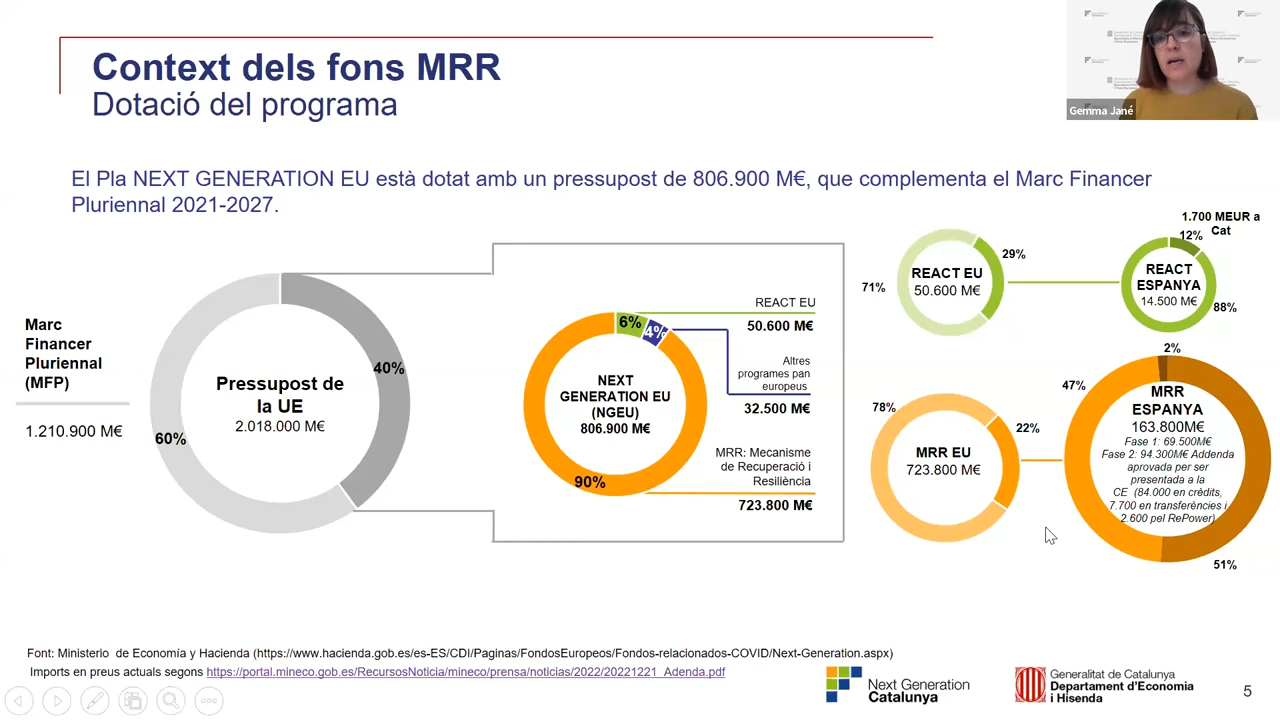 Context dels fons MRR
Dotació del programa
Gemma Jané
El Pla NEXT GENERATION EU està dotat amb un pressupost de 806.900 M€, que complementa el Marc Financer
Pluriennal 2021-2027.
Marc
Financer
Pluriennal
(MFP)
1.210.900 M€
Pressupost de
la UE
2.018.000 M€
40%
60%
NEXT
GENERATION EU
(NGEU)
806.900 M€
6%
4%
90%
REACT EU
50.600 M€
Altres
programes pan
europeus
32.500 M€
MRR: Mecanisme
de Recuperació i
Resiliència
723.800 M€
REACT EU
50.600 M€
29%
71%
1.700 MEUR a
Cat
12%
REACT
ESPANYA
14.500 M€
88%
MRR EU
723.800 M€
78%
22%
2%
47%
MRR
ESPANYA
163.800M€
Fase 1: 69.500M€
Fase 2: 94.300M€ Addenda
aprovada per ser
presentada a la
CE (84.000 en crèdits,
7.700 en transferències i
2.600 pel RePower)
51%
Font: Ministerio de Economía y Hacienda (https://www.hacienda.gob.es/es-ES/CDI/Paginas/FondosEuropeos/Fondos-relacionados-COVID/Next-Generation.aspx)
Imports en preus actuals segons https://portal.mineco.gob.es/RecursosNoticia/mineco/prensa/noticias/2022/20221221_Adenda.pdf
Next Generation
Catalunya
Generalitat de Catalunya
Departament d'Economia
i Hisenda
5